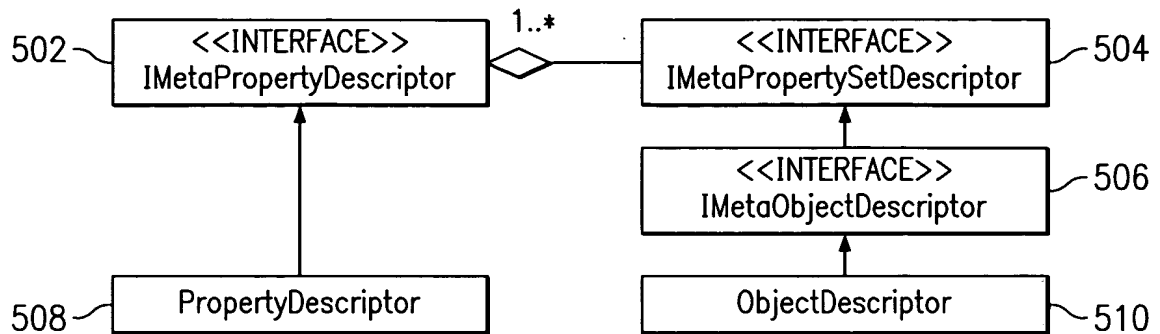 502
<<INTERFACE>>
IMetaPropertyDescriptor
1..*
<<INTERFACE>>
IMetaPropertySetDescriptor
504
<<INTERFACE>>
IMetaObjectDescriptor
506
508
PropertyDescriptor
ObjectDescriptor
510